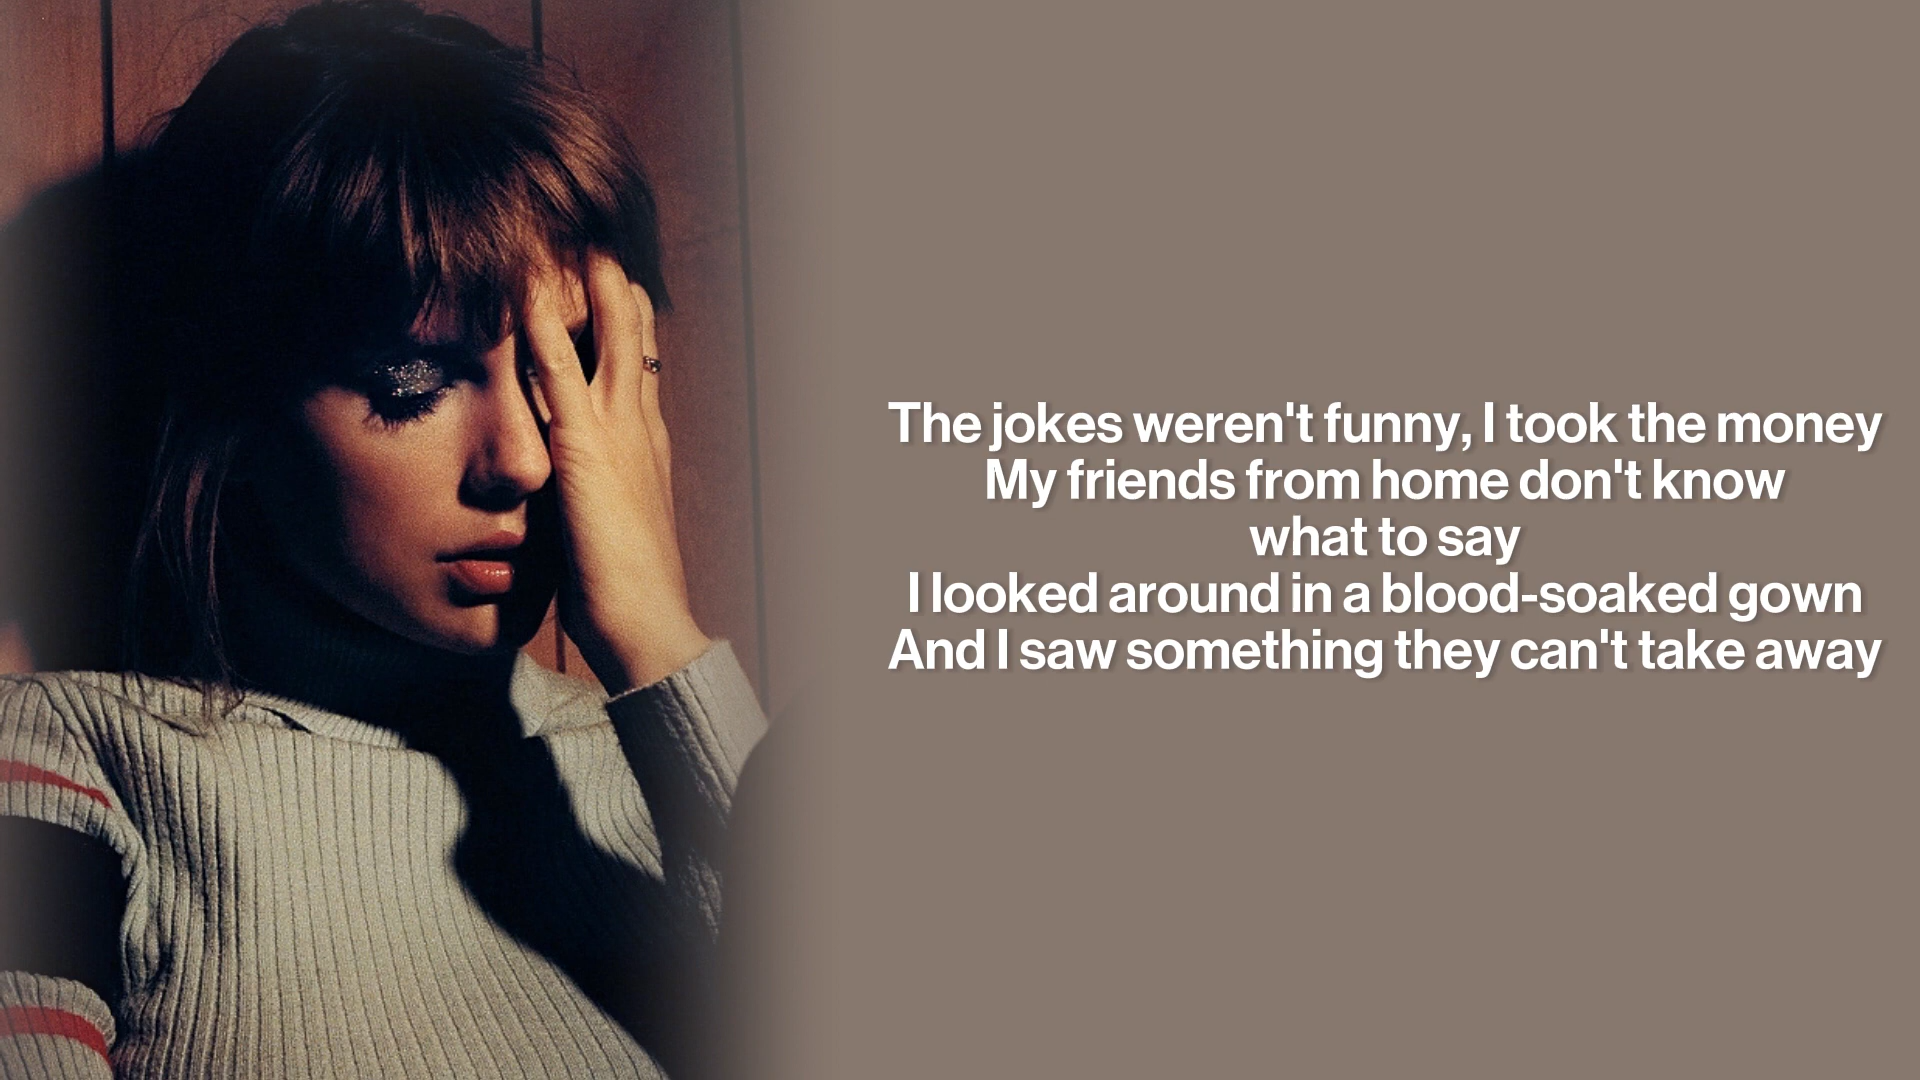 The jokes weren't funny, I took the money
My friends from home don't know
what to say
I looked around in a blood-soaked gown
And I saw something they can't take away